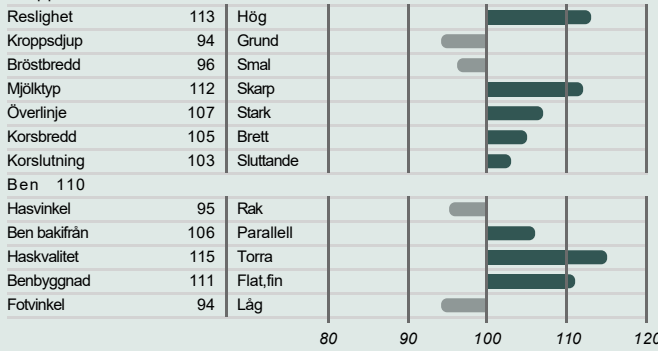 Reslighet 113 Hög
Kroppsdjup 94 Grund
Bröstbredd 96 Smal
Mjölktyp 112 Skarp
Överlinje 107 Stark
Korsbredd 105 Brett
Korslutning 103 Sluttande
Ben 110
Hasvinkel 95 Rak
Ben bakifrån 106 Parallell
Haskvalitet 115 Torra
Benbyggnad 111 Flat,fin
Fotvinkel 94 Låg
80 90 100 110 120